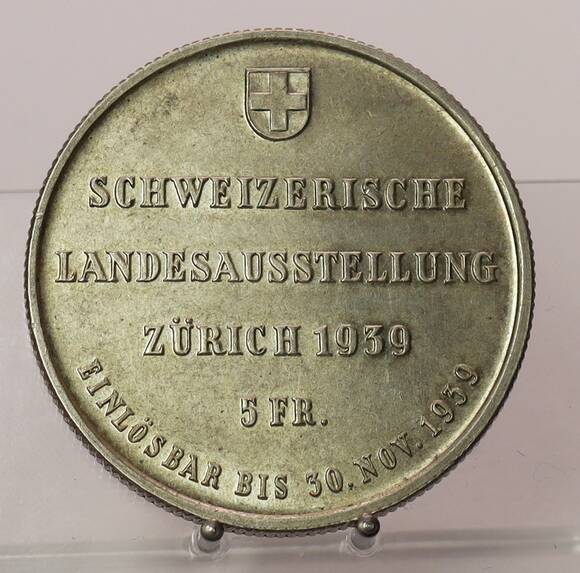 SCHWEIZERISCHE
LANDESAUSSTELLUNG
ZÜRICH 1939
5 FR.
EINLÖSBAR BIS 30. NOV. 1939